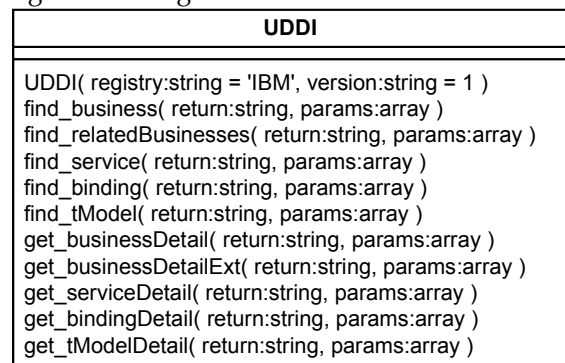 UDDI
UDDI( registry:string = 'IBM', version:string = 1 )
find_business( return:string, params:array )
find_relatedBusinesses( return:string, params:array )
find_service( return:string, params:array )
find_binding( return:string, params:array )
find_tModel( return:string, params:array )
get_businessDetail( return:string, params:array )
get_businessDetailExt( return:string, params:array )
get_serviceDetail( return:string, params:array )
get_bindingDetail( return:string, params:array )
get_tModelDetail( return:string, params:array )